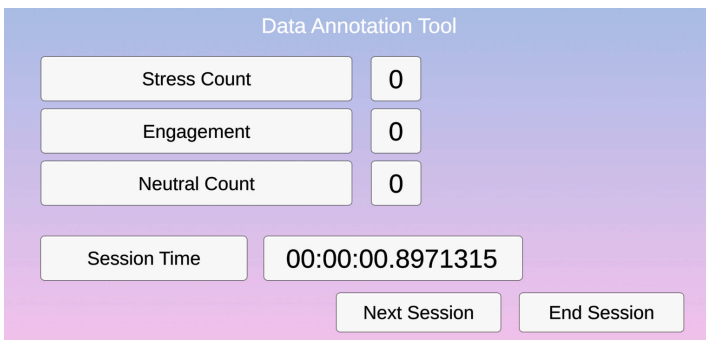 Data Annotation Tool
Stress Count 0
Engagement 0
Neutral Count 0
Session Time 00:00:00.8971315
Next Session End Session